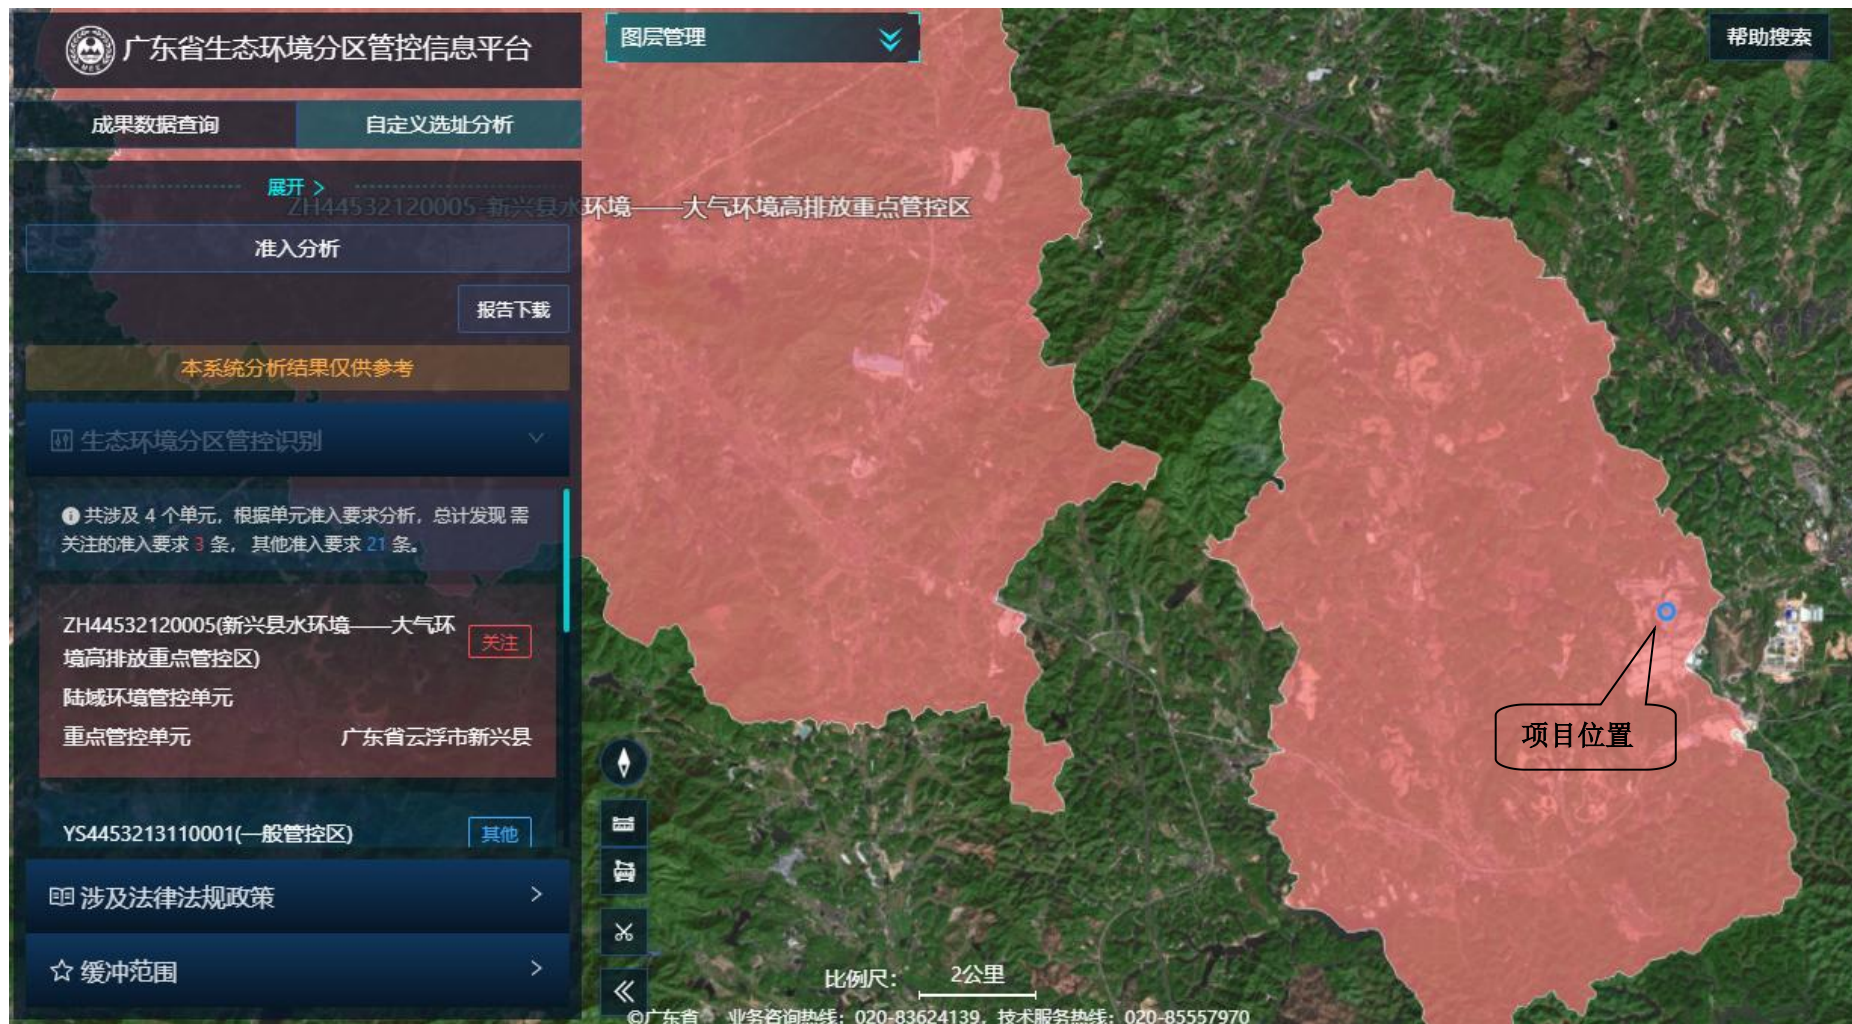 广东省生态环境分区管控信息平台
成果数据查询
自定义选址分析
展开 >
准入分析
报告下载
本系统分析结果仅供参考
生态环境分区管控识别
共涉及 4 个单元，根据单元准入要求分析，总计发现 需
关注的准入要求 3 条， 其他准入要求 21 条。
ZH44532120005(新兴县水环境——大气环
境高排放重点管控区)
关注
陆域环境管控单元
重点管控单元
广东省云浮市新兴县
YS4453213110001(一般管控区)
其他
涉及法律法规政策
缓冲范围
图层管理
帮助搜索
ZH44532120005-新兴县水环境——大气环境高排放重点管控区
项目位置
比例尺：
2公里
©广东省 业务咨询热线：020-83624139，技术服务热线：020-85557970